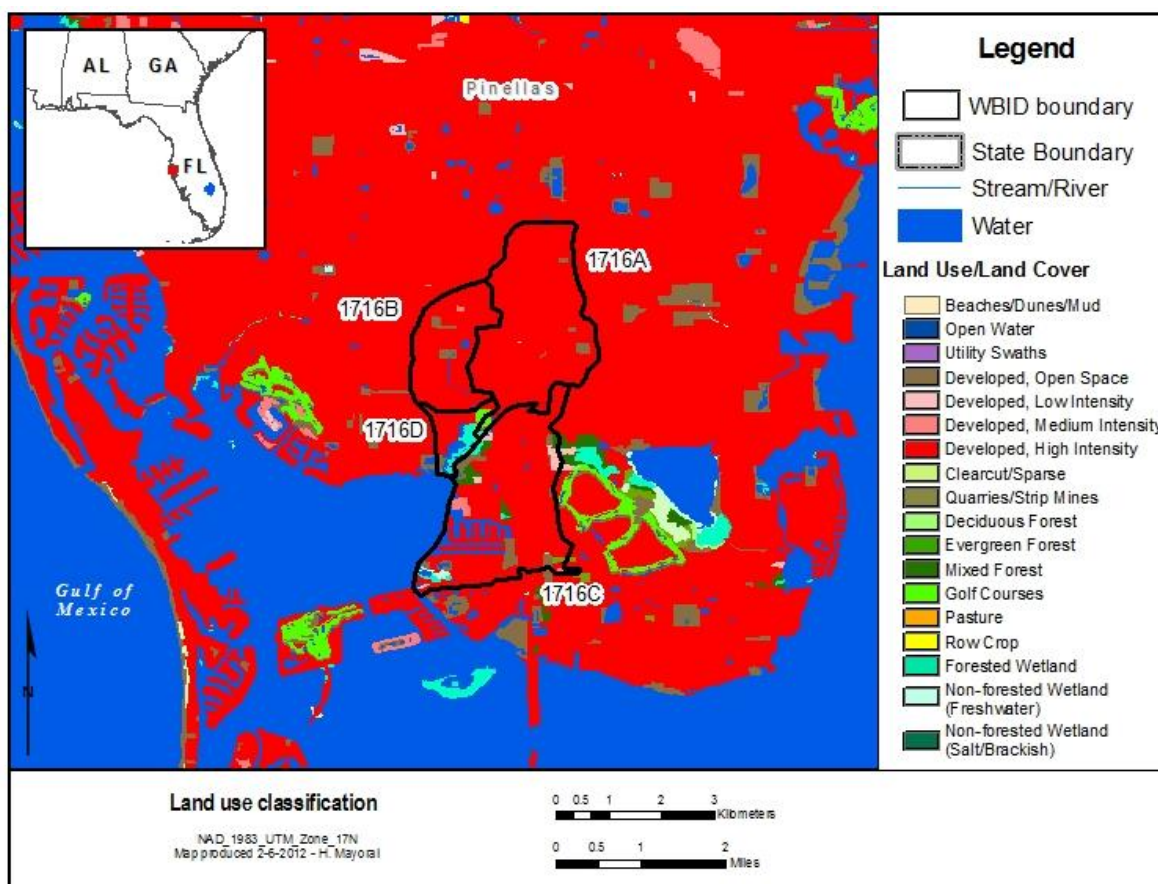 AL
GA
FL
Pinellas
1716A
1716B
1716D
1716C
Gulf of
Mexico
N
Legend
WBID boundary
State Boundary
Stream/River
Water
Land Use/Land Cover
Beaches/Dunes/Mud
Open Water
Utility Swaths
Developed, Open Space
Developed, Low Intensity
Developed, Medium Intensity
Developed, High Intensity
Clearcut/Sparse
Quarries/Strip Mines
Deciduous Forest
Evergreen Forest
Mixed Forest
Golf Courses
Pasture
Row Crop
Forested Wetland
Non-forested Wetland
(Freshwater)
Non-forested Wetland
(Salt/Brackish)
Land use classification
NAD_1983_UTM_Zone_17N
Map produced 2-6-2012 - H. Mayorall
0 0.5 1 2 3
Kilometers
0 0.5 1 2
Miles